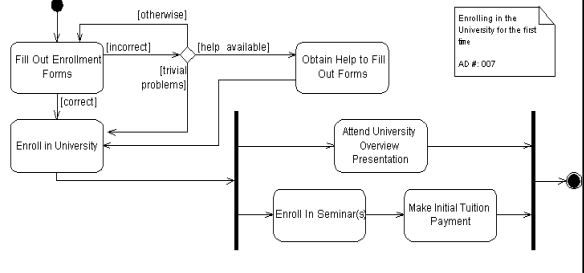 [otherwise]
Enrolling in the
University for the first
time
AD #: 007
Fill Out Enrollment
Forms
[incorrect]
[help available]
Obtain Help to Fill
Out Forms
[trivial
problems]
[correct]
Enroll in University
Attend University
Overview
Presentation
Enroll In Seminar(s)
Make Initial Tuition
Payment